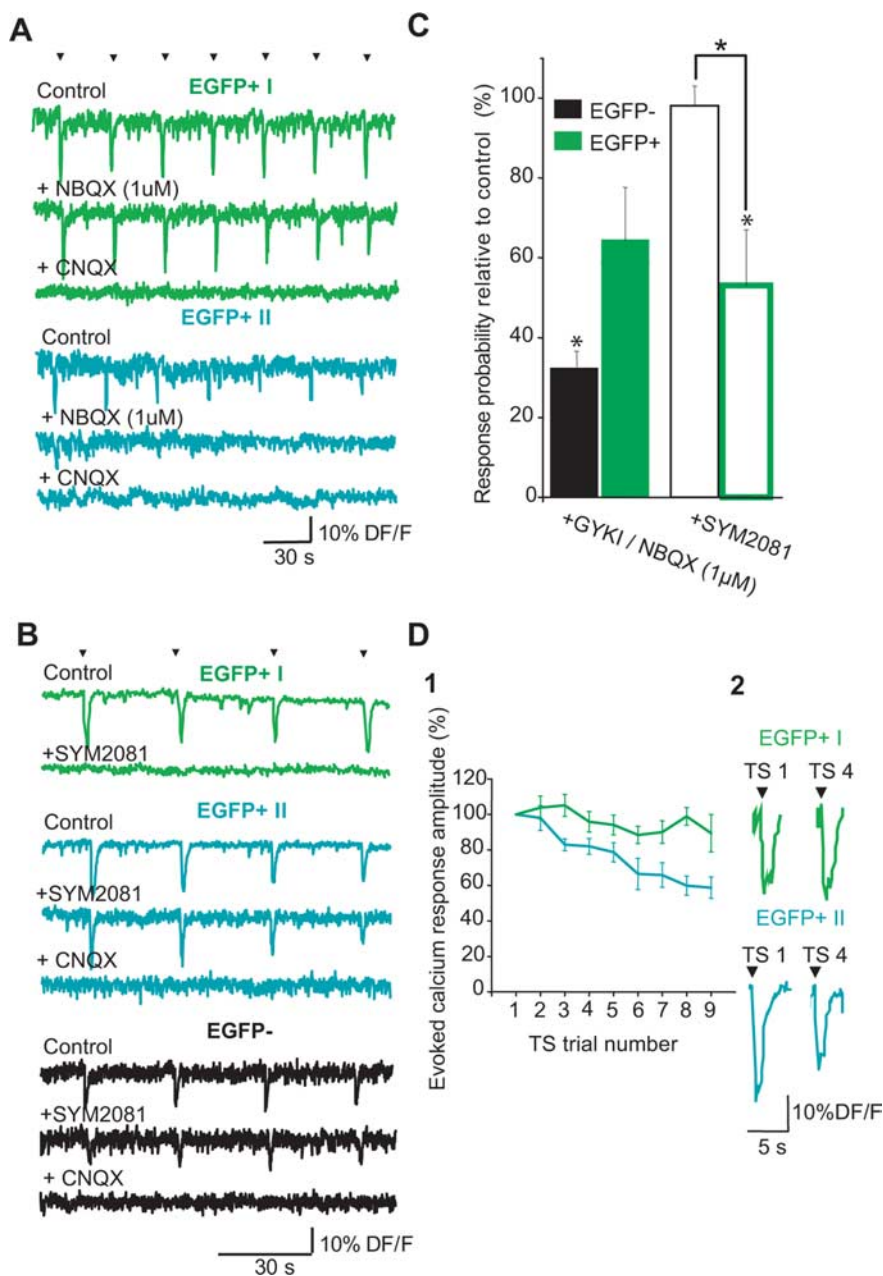 A
Control
EGFP+ I
+ NBQX (1uM)
+ CNQX
EGFP+ II
Control
+ NBQX (1uM)
+ CNQX
10% DF/F
30 s
B
Control
EGFP+ I
+SYM2081
EGFP+ II
Control
+SYM2081
+ CNQX
EGFP-
Control
+SYM2081
+ CNQX
10% DF/F
30 s
C
Response probability relative to control (%)
100
80
60
40
20
0
EGFP-
EGFP+
*
*
*
+GYKI / NBQX (1µM)
+SYM2081
D
1
Evoked calcium response amplitude (%)
120
100
80
60
40
20
0
1 2 3 4 5 6 7 8 9
TS trial number
2
EGFP+ I
TS 1 TS 4
EGFP+ II
TS 1 TS 4
10%DF/F
5 s